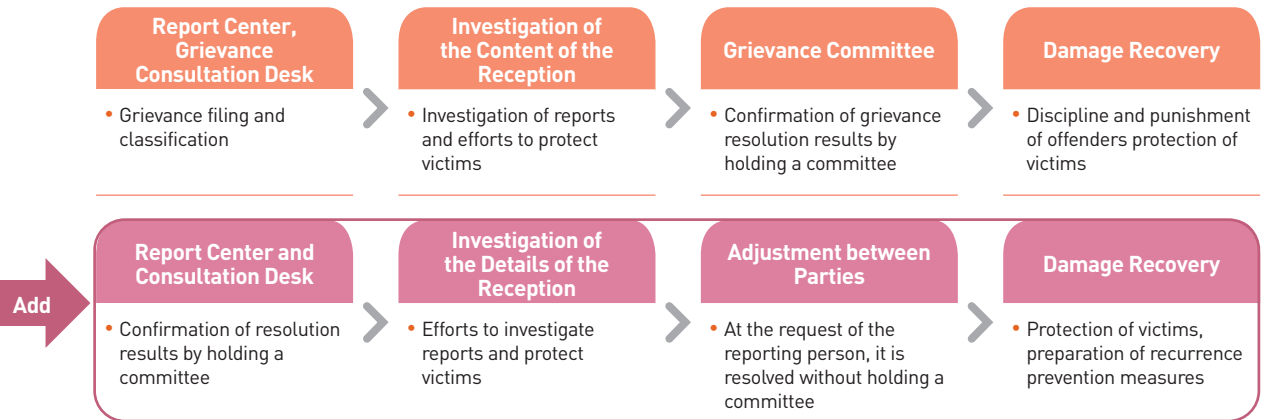 Report Center,
Grievance
Consultation Desk
• Grievance filing and
classification
Investigation of
the Content of the
Reception
• Investigation of reports
and efforts to protect
victims
Grievance Committee
• Confirmation of grievance
resolution results by
holding a committee
Damage Recovery
• Discipline and punishment
of offenders protection of
victims
Add
Report Center and
Consultation Desk
• Confirmation of resolution
results by holding a
committee
Investigation of
the Details of the
Reception
• Efforts to investigate
reports and protect
victims
Adjustment between
Parties
• At the request of the
reporting person, it is
resolved without holding a
committee
Damage Recovery
• Protection of victims,
preparation of recurrence
prevention measures